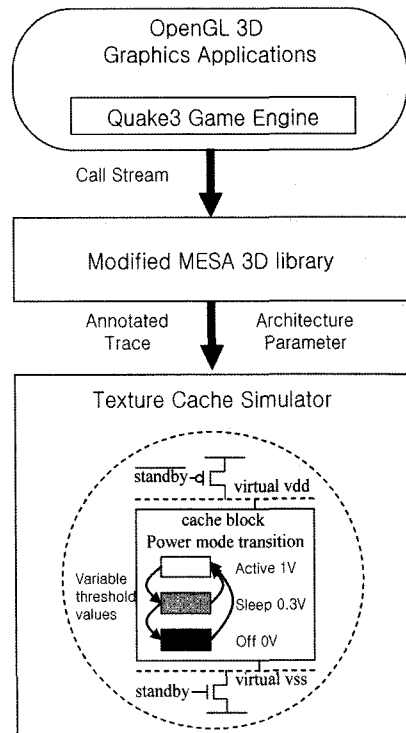 OpenGL 3D
Graphics Applications
Quake3 Game Engine
Call Stream
Modified MESA 3D library
Annotated
Trace
Architecture
Parameter
Texture Cache Simulator
standby
virtual vdd
cache block
Power mode transition
Variable
threshold
values
Active 1V
Sleep 0.3V
Off 0V
virtual vss
standby